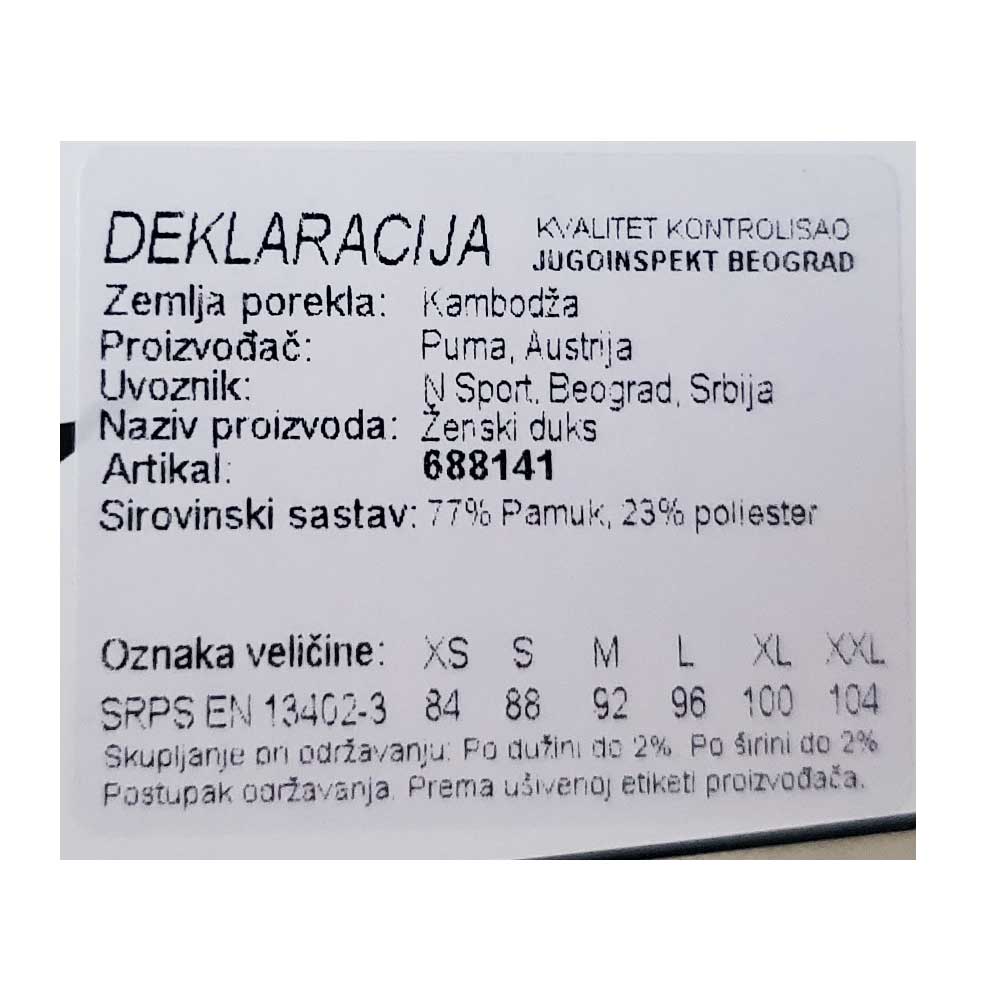 DEKLARACIJA
KVALITET KONTROLISAO
JUGOINSPEKT BEOGRAD
Zemlja porekla: Kambodža
Proizvođač: Puma, Austrija
Uvoznik: N Sport, Beograd, Srbija
Naziv proizvoda: Ženski duks
Artikal: 688141
Sirovinski sastav: 77% Pamuk, 23% poliester
Oznaka veličine: XS S M L XL XXL
SRPS EN 13402-3 84 88 92 96 100 104
Skupljanje pri održavanju: Po dužini do 2%. Po širini do 2%
Postupak održavanja. Prema ušivenoj etiketi proizvođača.